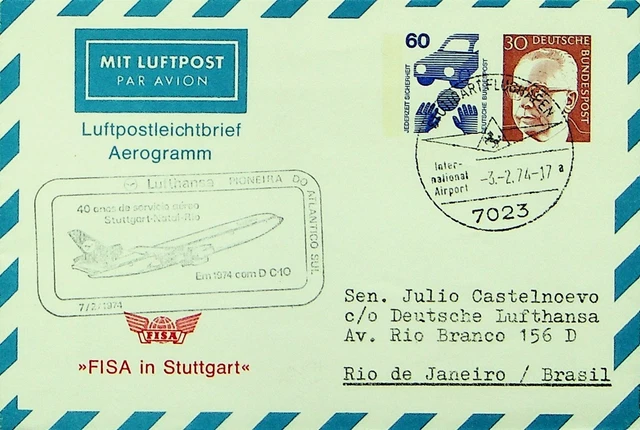 MIT LUFTPOST
PAR AVION
Luftpostleichtbrief
Aerogramm
60
JEDERZEIT SICHERHEIT
DEUTSCHE BUNDESPOST
30 DEUTSCHE
BUNDESPOST
STUTTGART-FLUGHAFEN
Inter-
national
Airport
-3.-2.74-17 a
7023
Lufthansa PIONEIRA DO
ATLANTICO SUL
40 anos de serviço aéreo
Stuttgart-Natal-Rio
Em 1974 com D C-10
7/2/1974
FISA
»FISA in Stuttgart«
Sen. Julio Castelnoevo
c/o Deutsche Lufthansa
Av. Rio Branco 156 D
Rio de Janeiro / Brasil